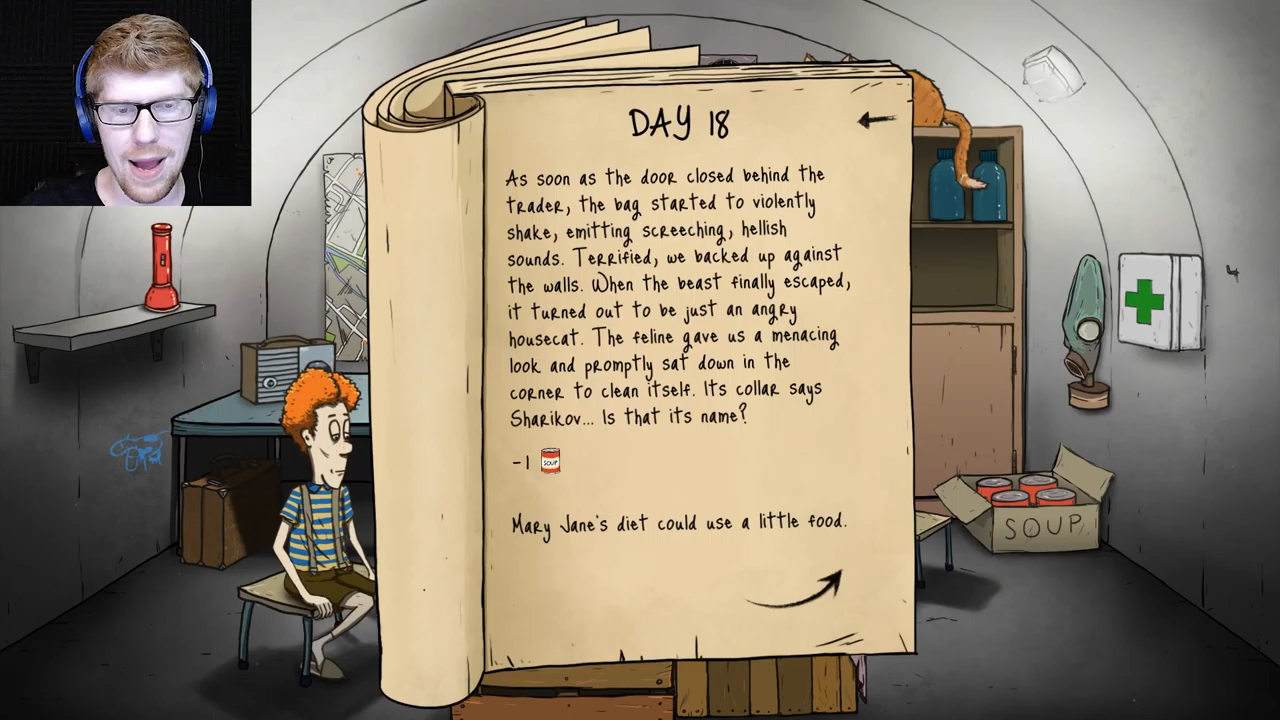 DAY 18
As soon as the door closed behind the
trader, the bag started to violently
shake, emitting screeching, hellish
sounds. Terrified, we backed up against
the walls. When the beast finally escaped,
it turned out to be just an angry
housecat. The feline gave us a menacing
look and promptly sat down in the
corner to clean itself. Its collar says
Sharikov... Is that its name?
-1 SOUP
Mary Jane's diet could use a little food.
SOUP